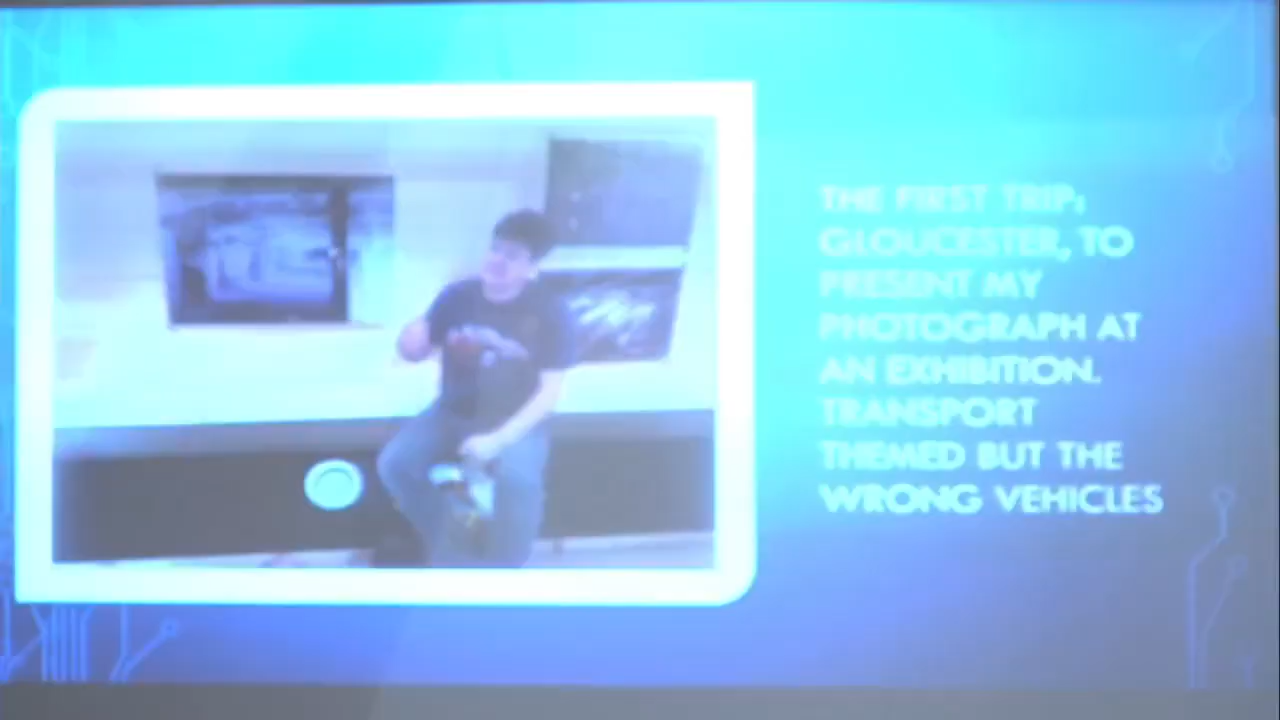 THE FIRST TRIP:
GLOUCESTER, TO
PRESENT MY
PHOTOGRAPH AT
AN EXHIBITION.
TRANSPORT
THEMED BUT THE
WRONG VEHICLES